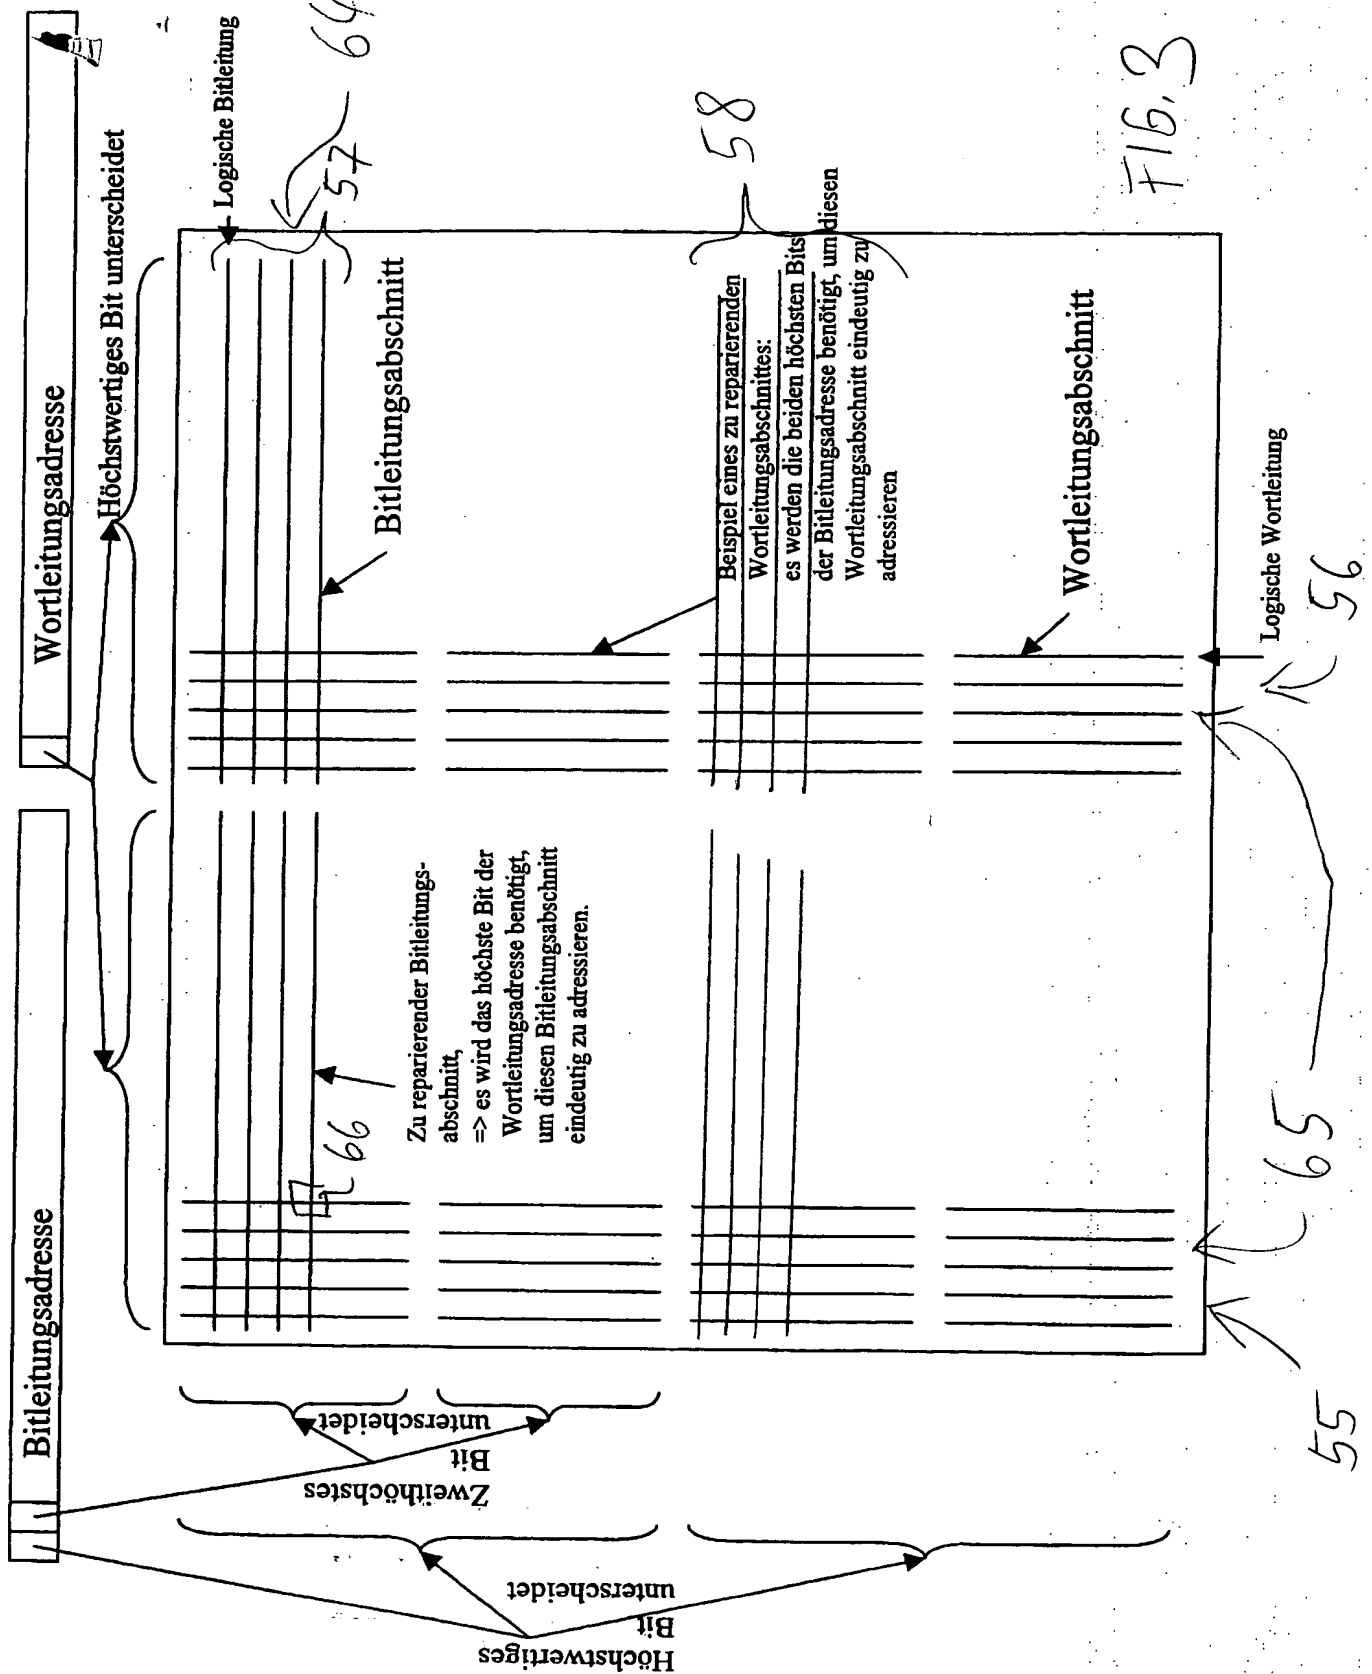 Bitleitungsadresse
Wortleitungsadresse
Höchstwertiges Bit unterscheidet
Logische Bitleitung
64
57
Höchstwertiges
Bit
unterscheidet
Zweithöchstes
Bit
unterscheidet
66
Zu reparierender Bitleitungs-
abschnitt,
=> es wird das höchste Bit der
Wortleitungsadresse benötigt,
um diesen Bitleitungsabschnitt
eindeutig zu adressieren.
Bitleitungsabschnitt
58
Beispiel eines zu reparierenden
Wortleitungsabschnittes:
es werden die beiden höchsten Bits
der Bitleitungsadresse benötigt, um diesen
Wortleitungsabschnitt eindeutig zu
adressieren
Wortleitungsabschnitt
Logische Wortleitung
55
65
56
FIG. 3